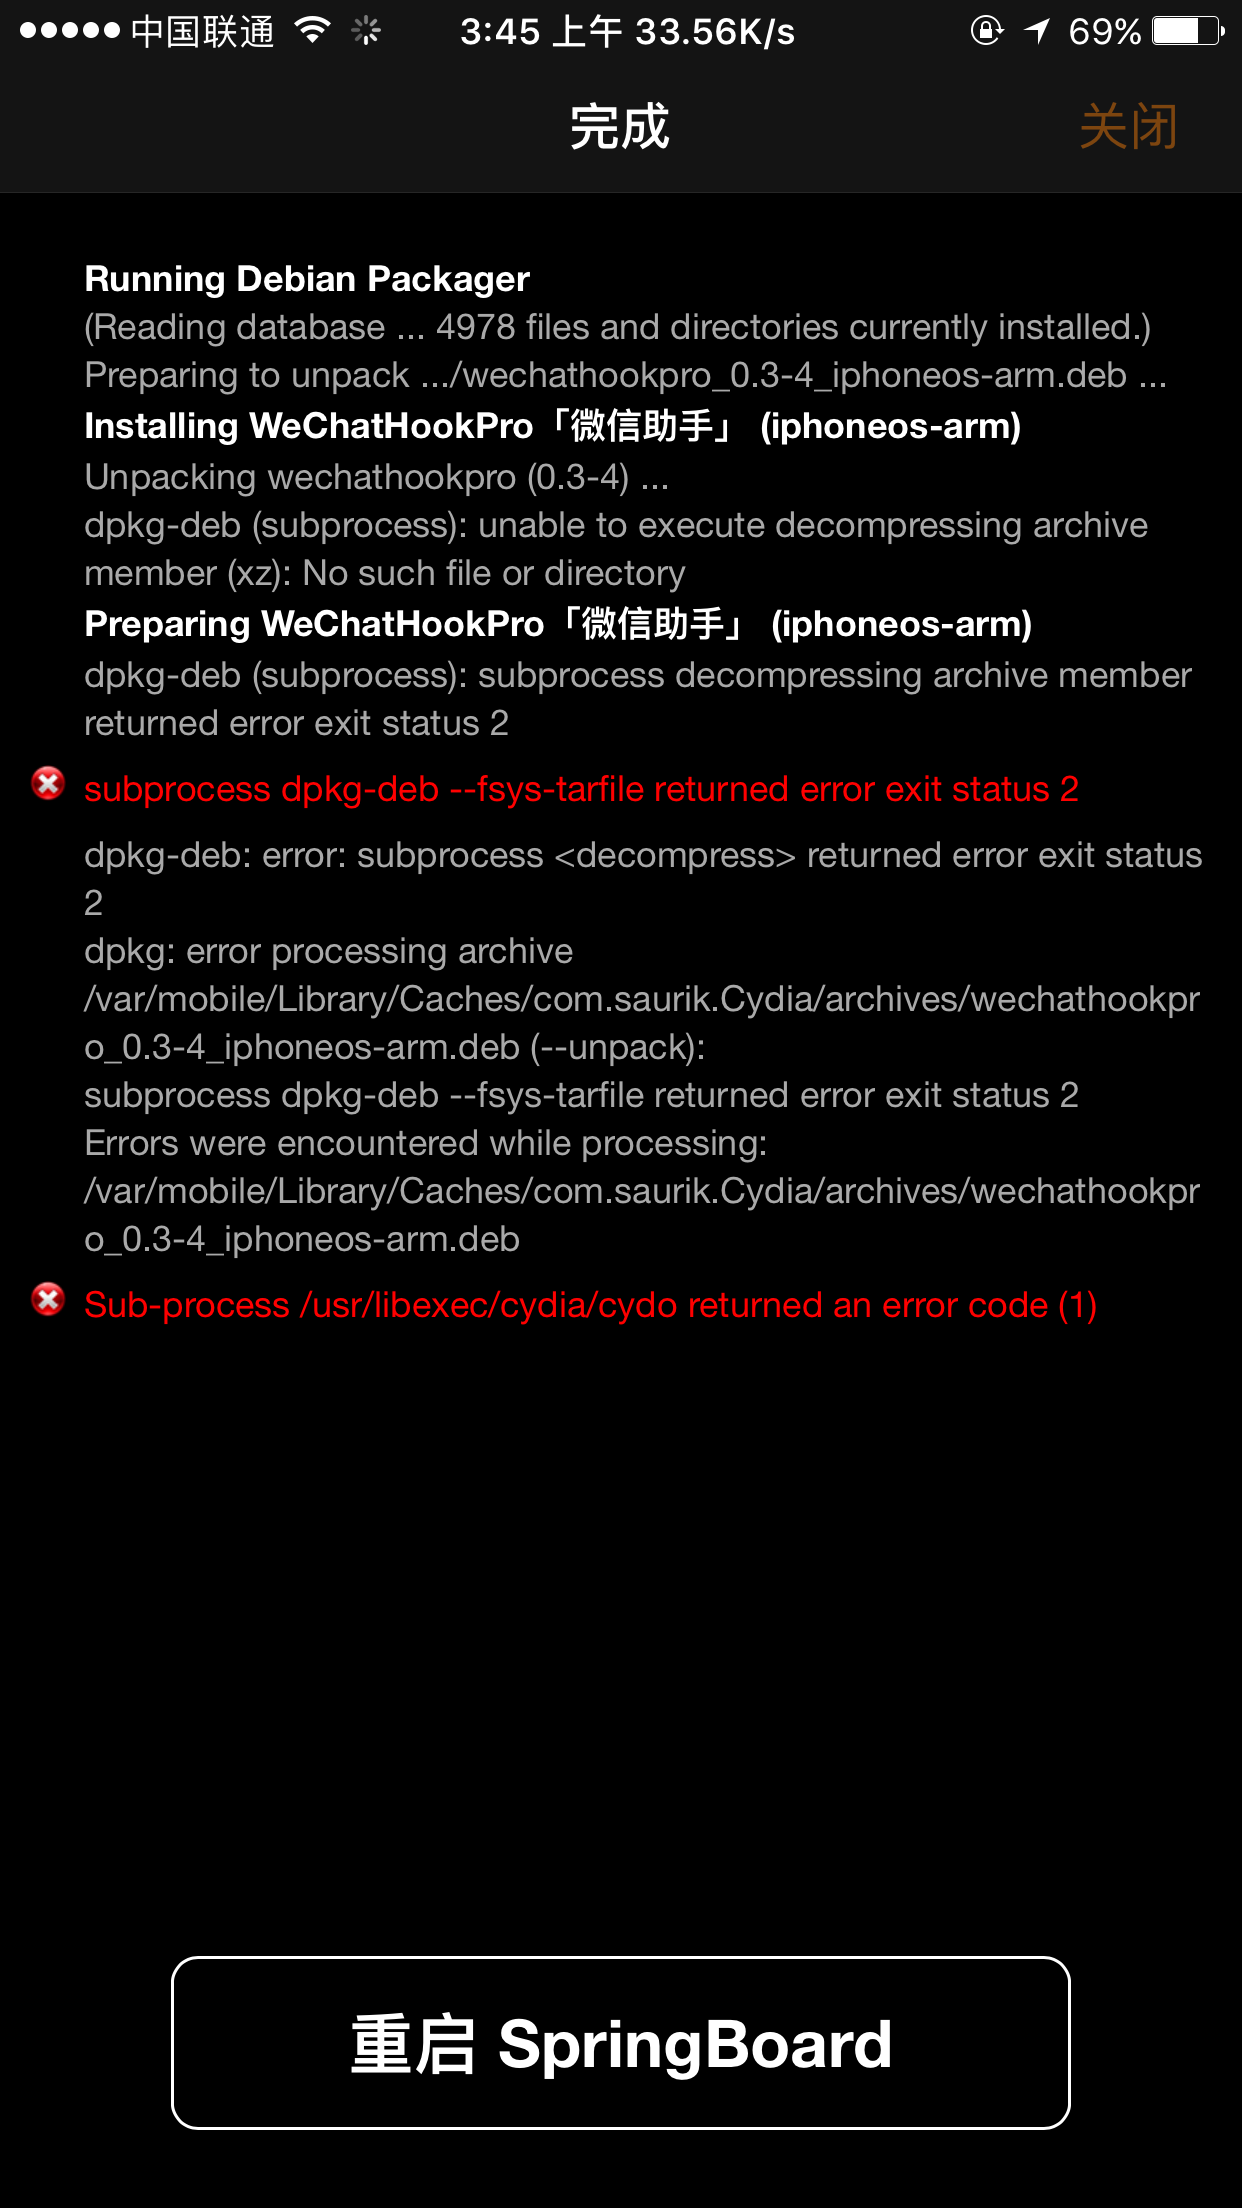 中国联通 3:45 上午 33.56K/s 69%
完成 关闭
Running Debian Packager
(Reading database ... 4978 files and directories currently installed.)
Preparing to unpack .../wechathookpro_0.3-4_iphoneos-arm.deb ...
Installing WeChatHookPro「微信助手」 (iphoneos-arm)
Unpacking wechathookpro (0.3-4) ...
dpkg-deb (subprocess): unable to execute decompressing archive
member (xz): No such file or directory
Preparing WeChatHookPro「微信助手」 (iphoneos-arm)
dpkg-deb (subprocess): subprocess decompressing archive member
returned error exit status 2
subprocess dpkg-deb --fsys-tarfile returned error exit status 2
dpkg-deb: error: subprocess <decompress> returned error exit status
2
dpkg: error processing archive
/var/mobile/Library/Caches/com.saurik.Cydia/archives/wechathookpr
o_0.3-4_iphoneos-arm.deb (--unpack):
subprocess dpkg-deb --fsys-tarfile returned error exit status 2
Errors were encountered while processing:
/var/mobile/Library/Caches/com.saurik.Cydia/archives/wechathookpr
o_0.3-4_iphoneos-arm.deb
Sub-process /usr/libexec/cydia/cydo returned an error code (1)
重启 SpringBoard